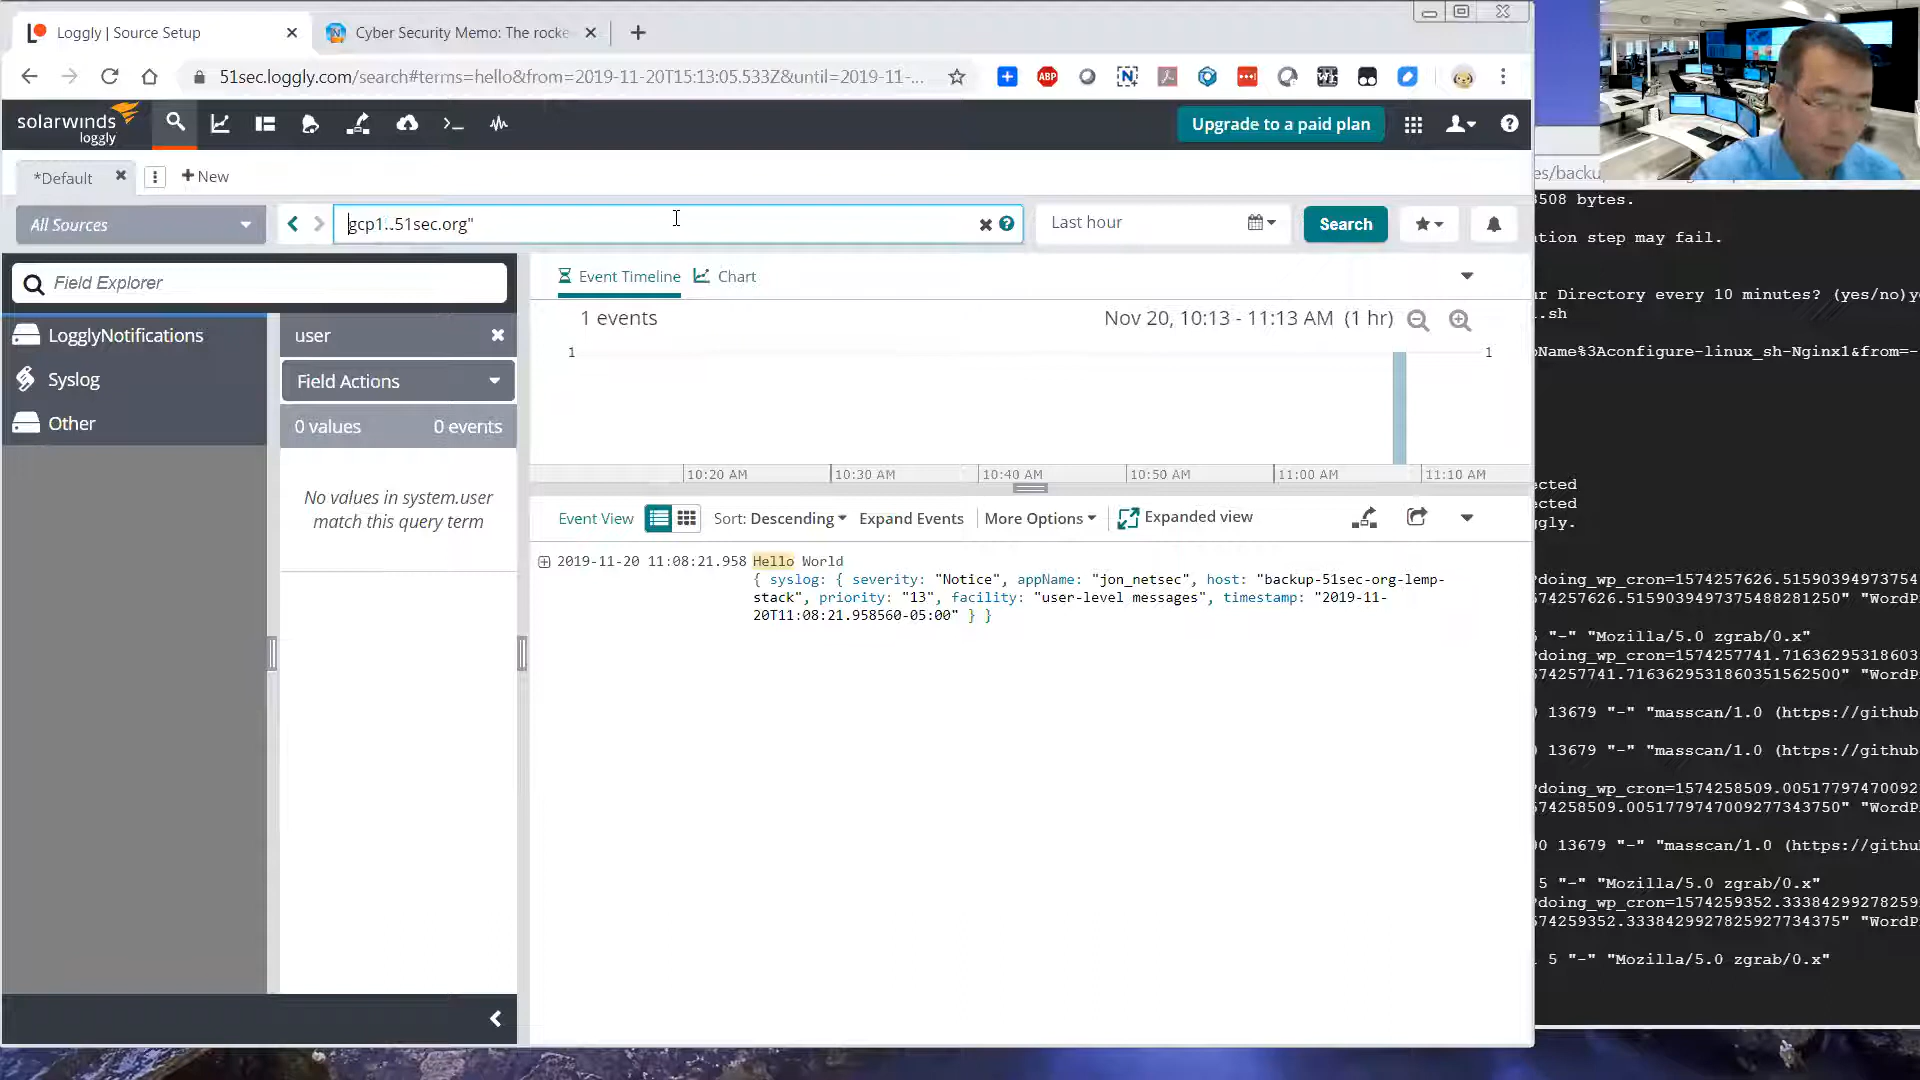 Loggly | Source Setup
Cyber Security Memo: The rocke
51sec.loggly.com/search#terms=hello&from=2019-11-20T15:13:05.533Z&until=2019-11-...
ABP
solarwinds
loggly
Upgrade to a paid plan
*Default
New
All Sources
gcp1..51sec.org"
Last hour
Search
Field Explorer
LogglyNotifications
Syslog
Other
user
Field Actions
0 values 0 events
No values in system.user
match this query term
Event Timeline
Chart
1 events
Nov 20, 10:13 - 11:13 AM (1 hr)
1
1
10:20 AM
10:30 AM
10:40 AM
10:50 AM
11:00 AM
11:10 AM
Event View
Sort: Descending
Expand Events
More Options
Expanded view
2019-11-20 11:08:21.958 Hello World
{ syslog: { severity: "Notice", appName: "jon_netsec", host: "backup-51sec-org-lemp-
stack", priority: "13", facility: "user-level messages", timestamp: "2019-11-
20T11:08:21.958560-05:00" } }
es/backu
3508 bytes.
tion step may fail.
r Directory every 10 minutes? (yes/no)y
.sh
Name%3Aconfigure-linux_sh-Nginx1&from=-
cted
cted
ggly.
?doing_wp_cron=1574257626.51590394973754
574257626.5159039497375488281250" "WordP
5 "-" "Mozilla/5.0 zgrab/0.x"
?doing_wp_cron=1574257741.71636295318603
574257741.7163629531860351562500" "WordP
0 13679 "-" "masscan/1.0 (https://github
0 13679 "-" "masscan/1.0 (https://github
?doing_wp_cron=1574258509.00517797470092
574258509.0051779747009277343750" "WordP
00 13679 "-" "masscan/1.0 (https://githu
5 "-" "Mozilla/5.0 zgrab/0.x"
?doing_wp_cron=1574259352.33384299278259
574259352.3338429927825927734375" "WordP
5 "-" "Mozilla/5.0 zgrab/0.x"